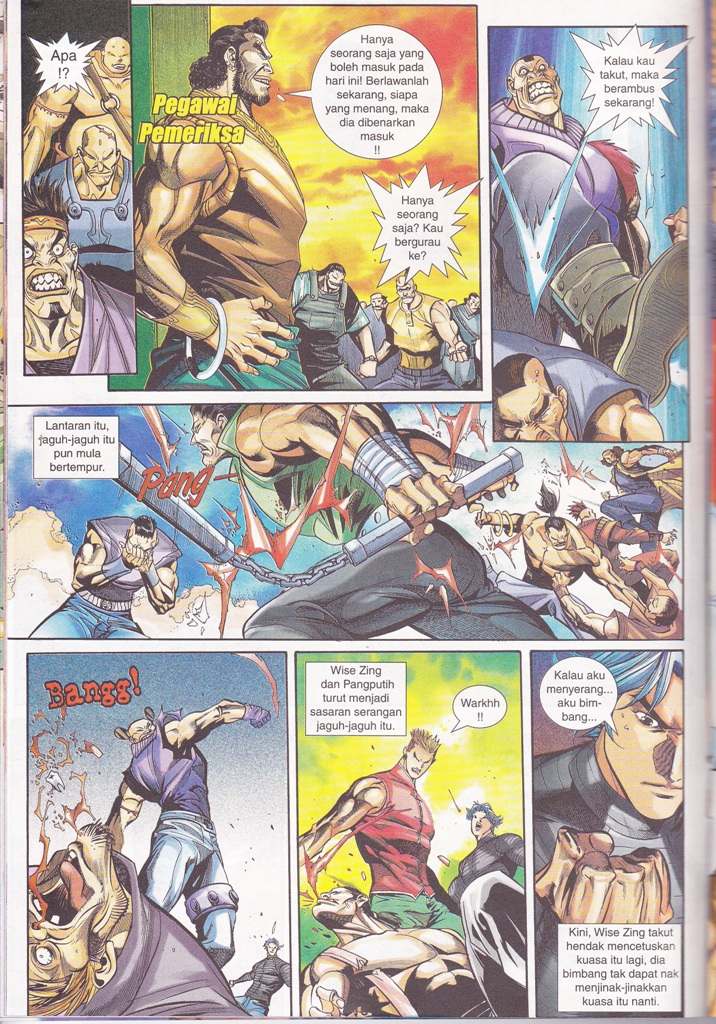 Apa
!?
Pegawai
Pemeriksa
Hanya
seorang saja yang
boleh masuk pada
hari ini! Berlawanlah
sekarang, siapa
yang menang, maka
dia dibenarkan
masuk
!!
Hanya
seorang
saja? Kau
bergurau
ke?
Kalau kau
takut, maka
berambus
sekarang!
Lantaran itu,
jaguh-jaguh itu
pun mula
bertempur.
Pang
Bangg!
Wise Zing
dan Pangputih
turut menjadi
sasaran serangan
jaguh-jaguh itu.
Warkhh
!!
Kalau aku
menyerang...
aku bim-
bang...
Kini, Wise Zing takut
hendak mencetuskan
kuasa itu lagi, dia
bimbang tak dapat nak
menjinak-jinakkan
kuasa itu nanti.